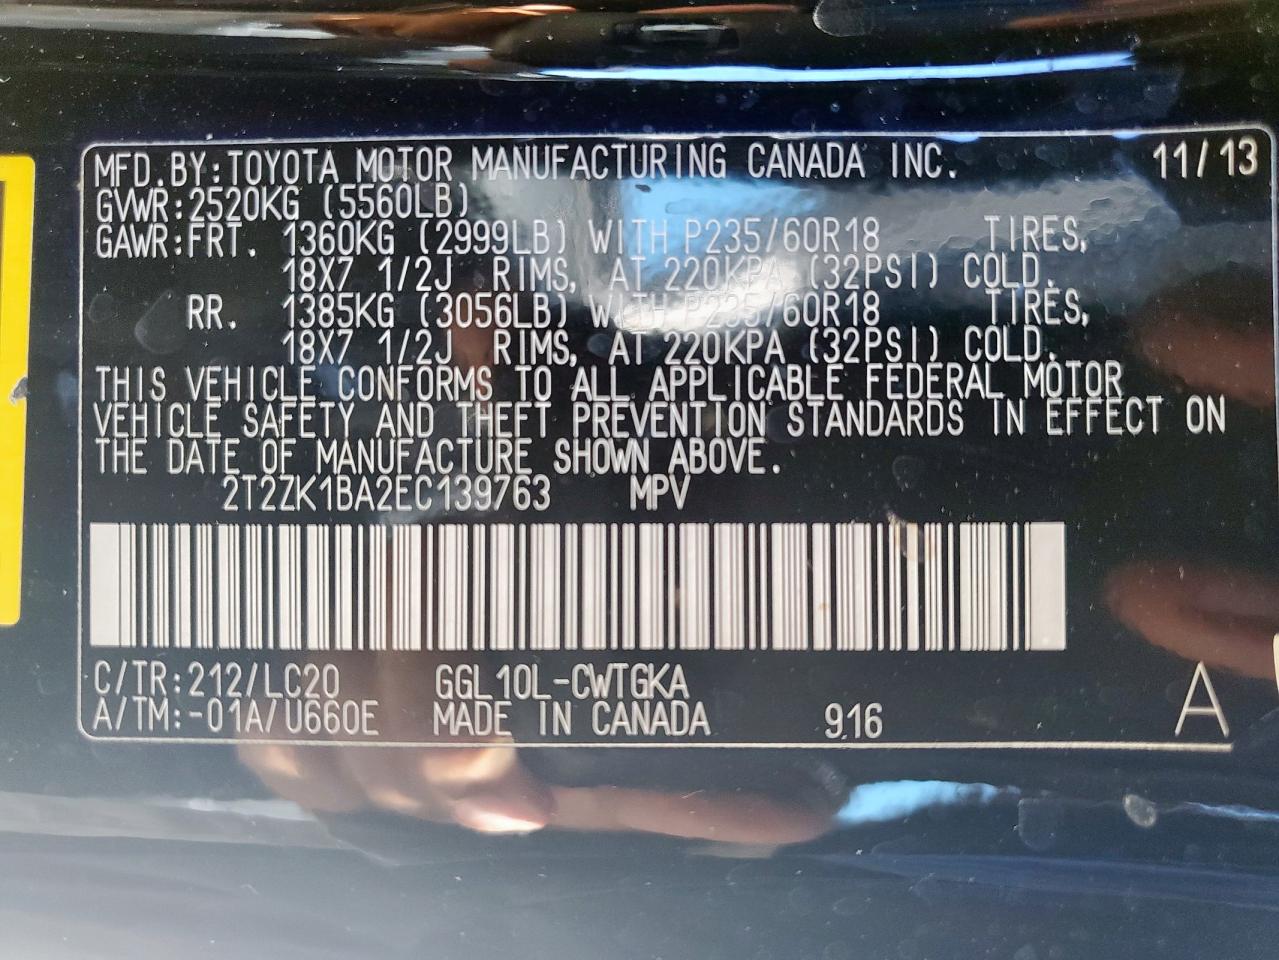 MFD.BY:TOYOTA MOTOR MANUFACTURING CANADA INC. 11/13
GVWR:2520KG (5560LB)
GAWR:FRT. 1360KG (2999LB) WITH P235/60R18 TIRES,
18X7 1/2J RIMS, AT 220KPA (32PSI) COLD.
RR. 1385KG (3056LB) WITH P235/60R18 TIRES,
18X7 1/2J RIMS, AT 220KPA (32PSI) COLD.
THIS VEHICLE CONFORMS TO ALL APPLICABLE FEDERAL MOTOR
VEHICLE SAFETY AND THEFT PREVENTION STANDARDS IN EFFECT ON
THE DATE OF MANUFACTURE SHOWN ABOVE.
2T2ZK1BA2EC139763 MPV
C/TR:212/LC20 GGL10L-CWTGKA
A/TM:-01A/U660E MADE IN CANADA 916 A